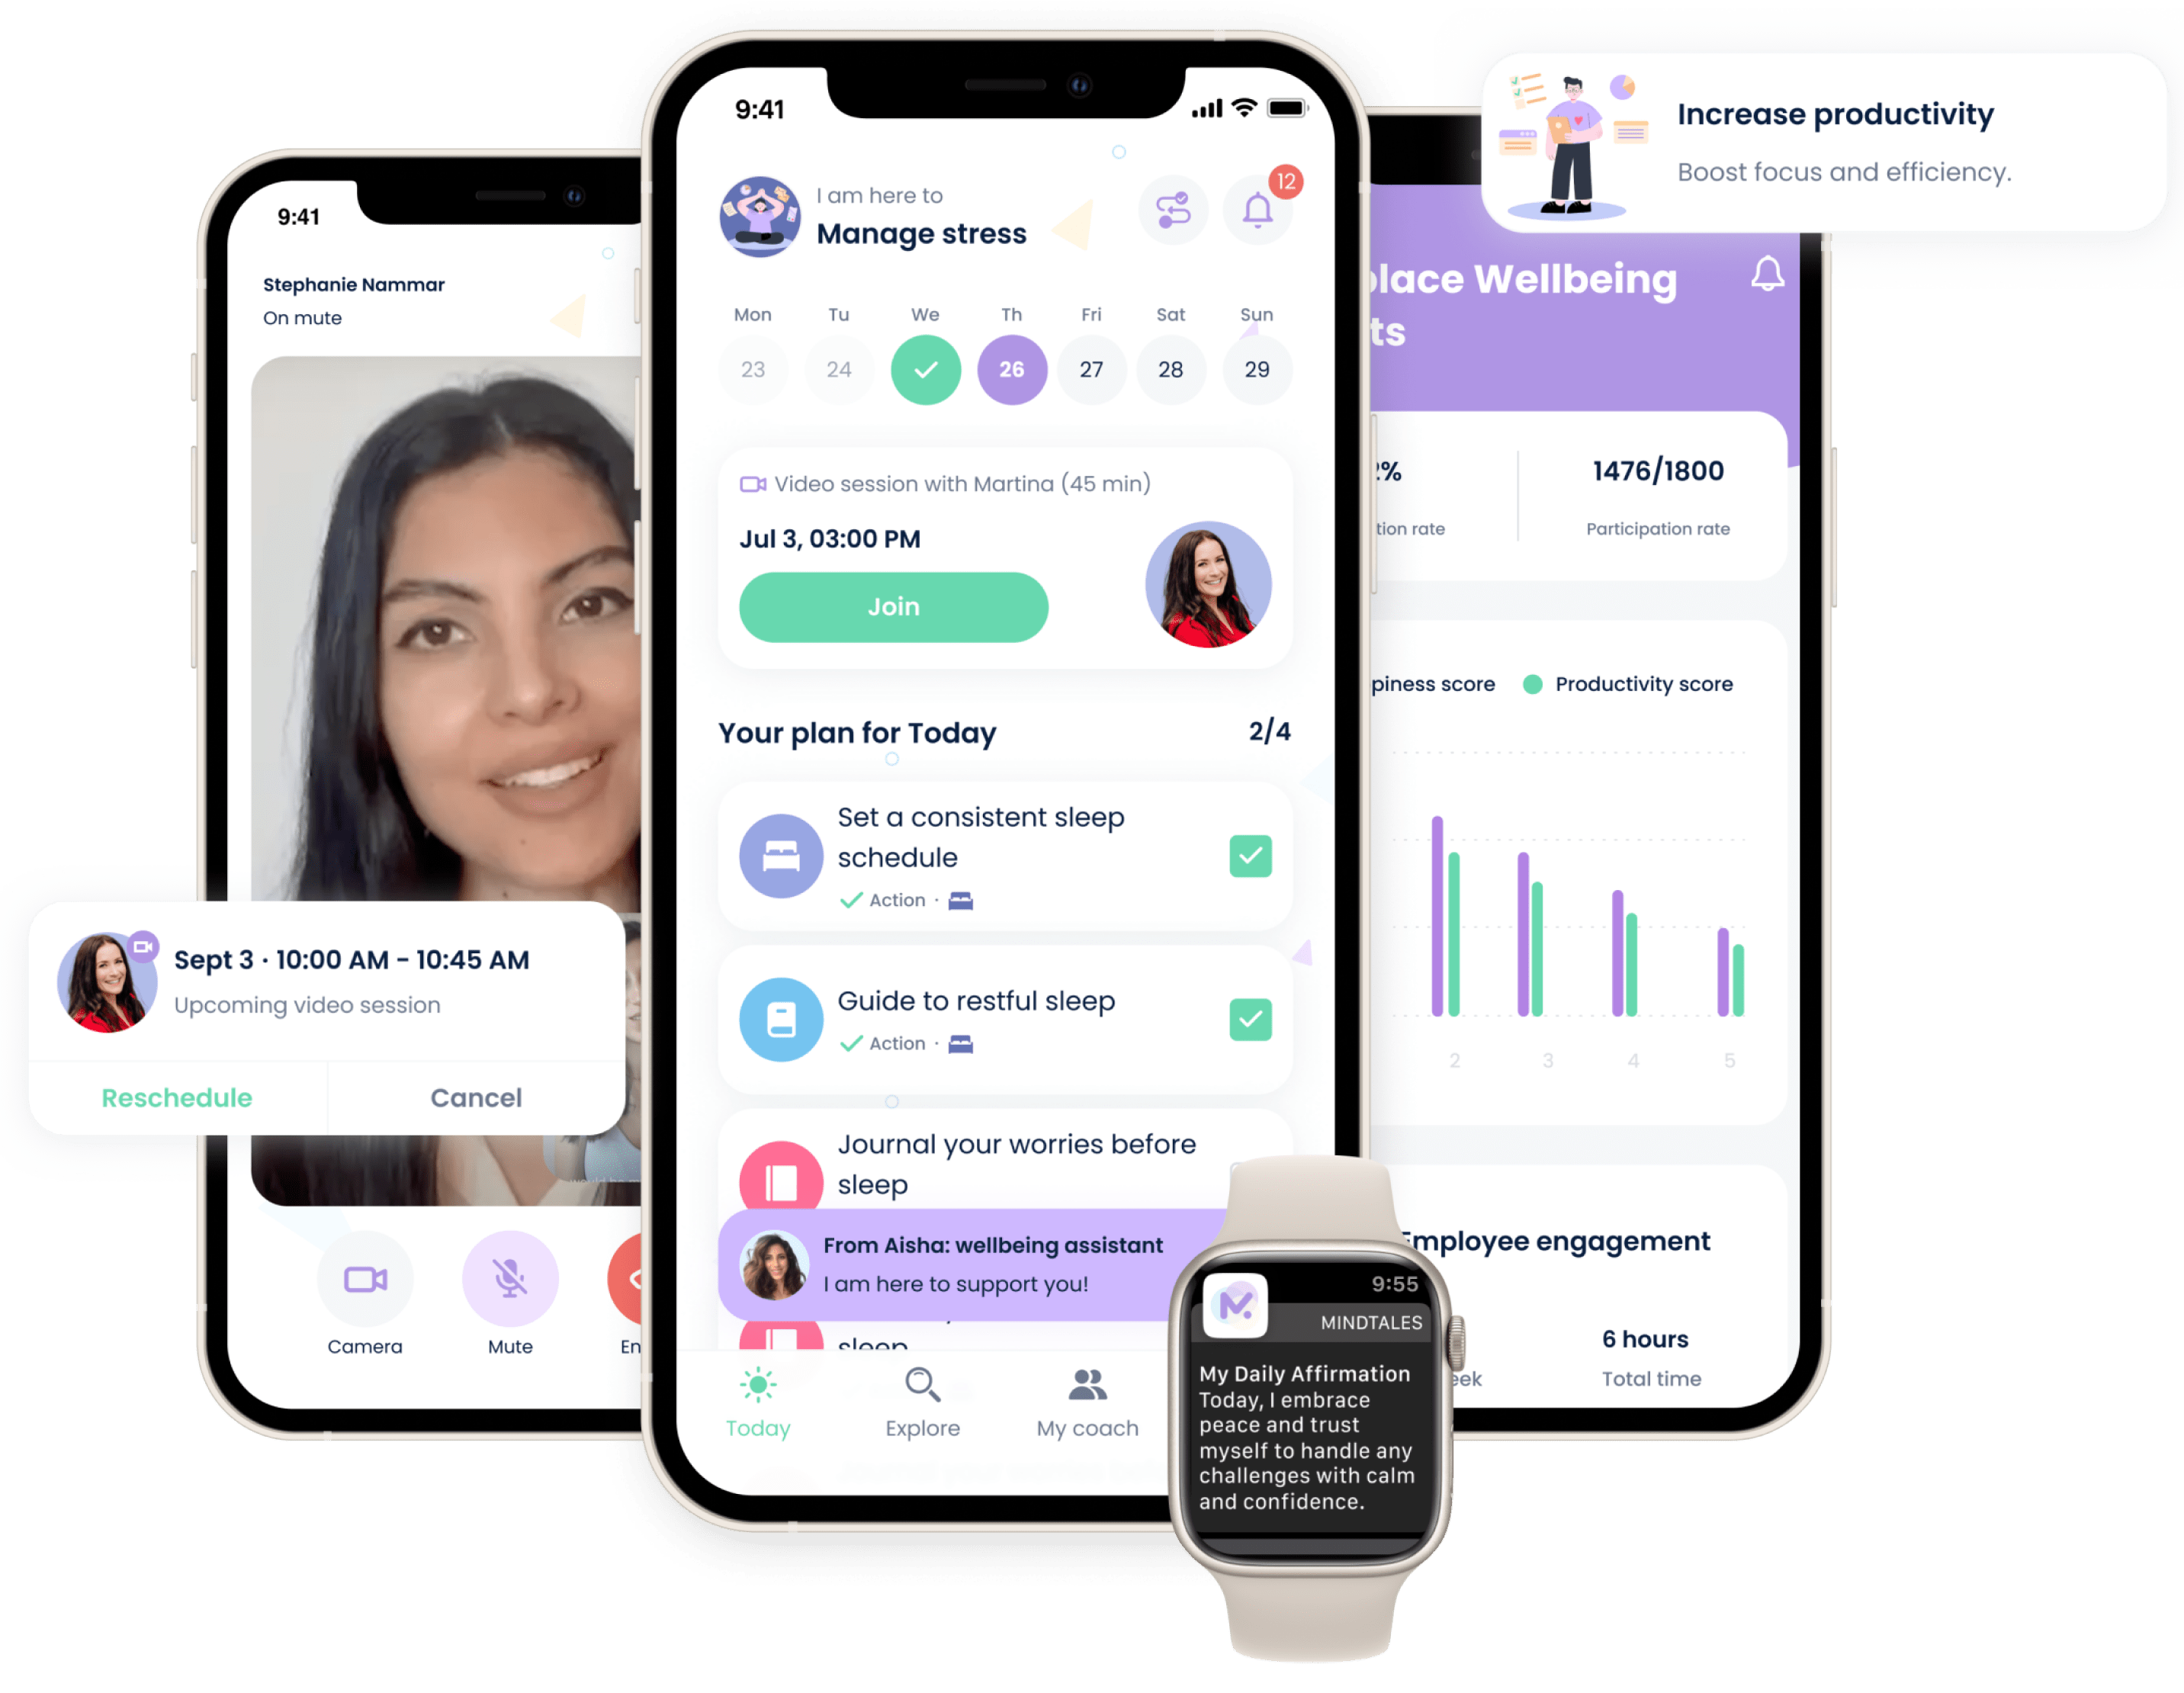 9:41
Stephanie Nammar
On mute
Sept 3 · 10:00 AM - 10:45 AM
Upcoming video session
Reschedule Cancel
Camera Mute En
9:41
I am here to
Manage stress
12
Mon Tu We Th Fri Sat Sun
23 24 26 27 28 29
Video session with Martina (45 min)
Jul 3, 03:00 PM
Join
Your plan for Today 2/4
Set a consistent sleep
schedule
Action ·
Guide to restful sleep
Action ·
Journal your worries before
sleep
From Aisha: wellbeing assistant
I am here to support you!
sleep
Today Explore My coach
9:55
MINDTALES
My Daily Affirmation
Today, I embrace
peace and trust
myself to handle any
challenges with calm
and confidence.
Increase productivity
Boost focus and efficiency.
lace Wellbeing
ts
% 1476/1800
tion rate Participation rate
piness score Productivity score
2 3 4 5
Employee engagement
6 hours
eek Total time